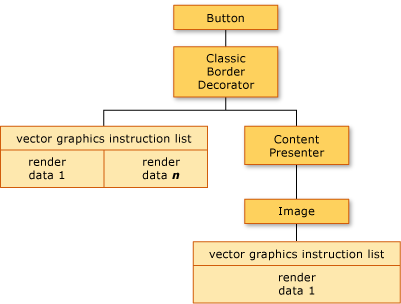 Button
Classic
Border
Decorator
vector graphics instruction list
render
data 1
render
data n
Content
Presenter
Image
vector graphics instruction list
render
data 1